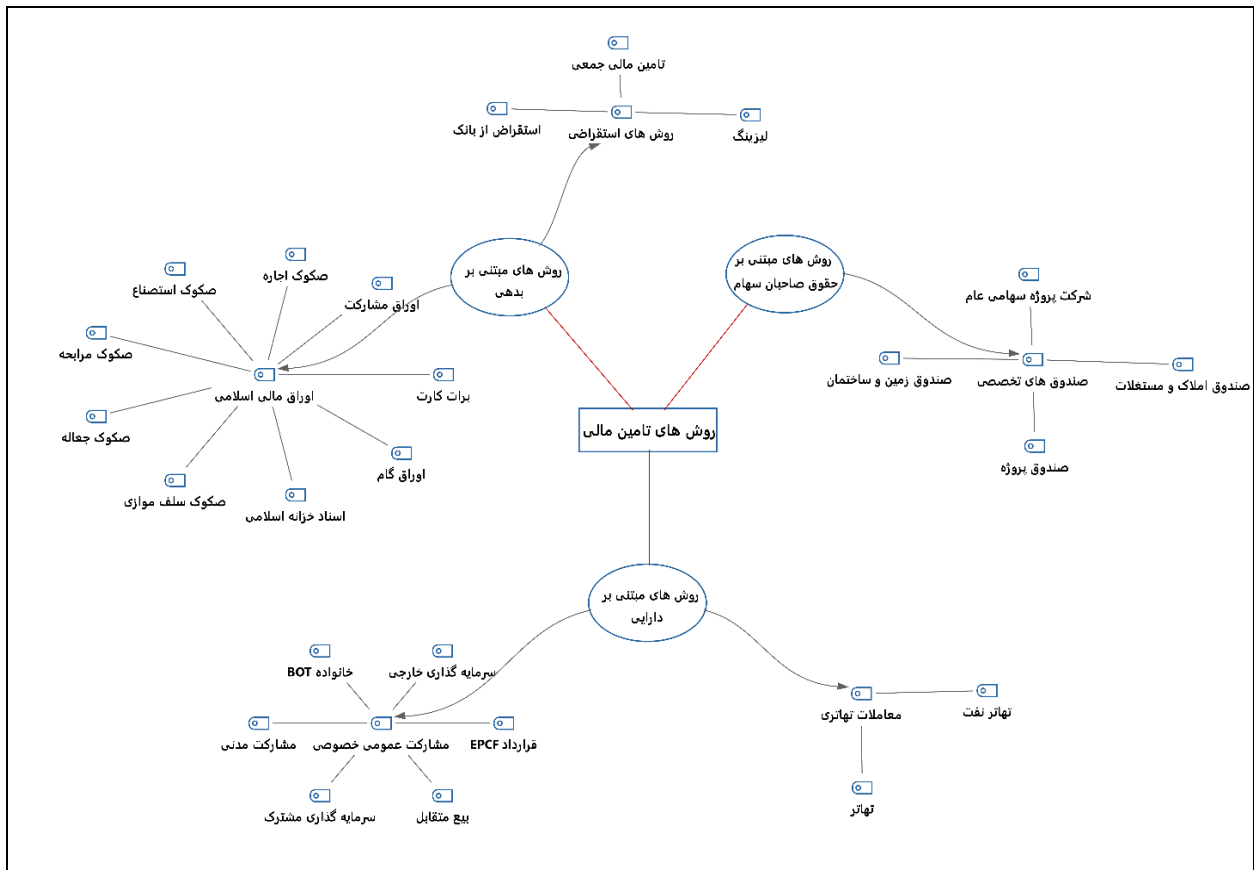 تامین مالی جمعی
روش های استقراضی
استقراض از بانک
لیزینگ
روش های مبتنی بر
بدهی
روش های مبتنی بر
حقوق صاحبان سهام
شرکت پروژه سهامی عام
صندوق های تخصصی
صندوق زمین و ساختمان
صندوق املاک و مستغلات
صندوق پروژه
صکوک اجاره
صکوک استصناع
اوراق مشارکت
صکوک مرابحه
اوراق مالی اسلامی
برات کارت
صکوک جعاله
اوراق گام
صکوک سلف موازی
اسناد خزانه اسلامی
روش های تامین مالی
روش های مبتنی بر
دارایی
سرمایه گذاری خارجی
خانواده BOT
قرارداد EPCF
مشارکت عمومی خصوصی
مشارکت مدنی
بیع متقابل
سرمایه گذاری مشترک
تهاتر نفت
معاملات تهاتری
تهاتر